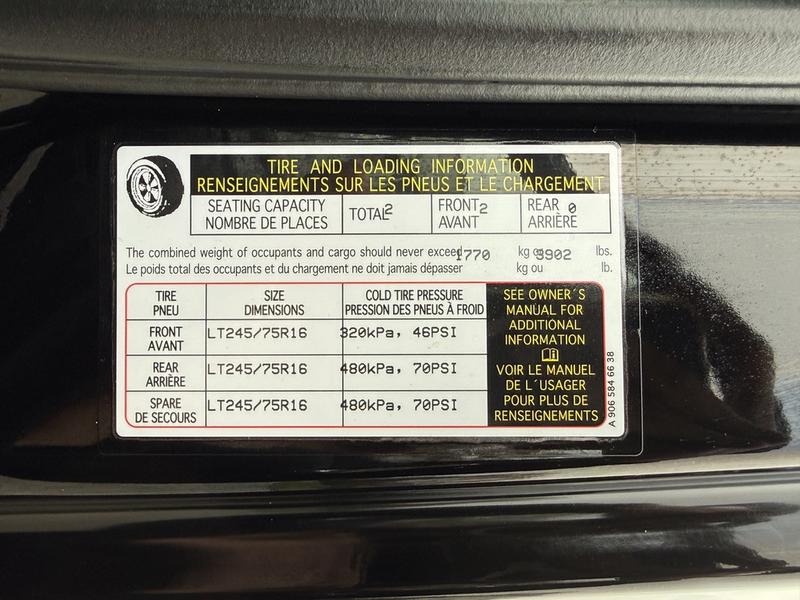 TIRE AND LOADING INFORMATION
RENSEIGNEMENTS SUR LES PNEUS ET LE CHARGEMENT
SEATING CAPACITY
NOMBRE DE PLACES
TOTAL 2
FRONT 2
AVANT
REAR 0
ARRIÈRE
The combined weight of occupants and cargo should never exceed 1770 kg or 3902 lbs.
Le poids total des occupants et du chargement ne doit jamais dépasser kg ou lb.
TIRE
PNEU
SIZE
DIMENSIONS
COLD TIRE PRESSURE
PRESSION DES PNEUS À FROID
FRONT
AVANT
LT245/75R16
320kPa, 46PSI
REAR
ARRIÈRE
LT245/75R16
480kPa, 70PSI
SPARE
DE SECOURS
LT245/75R16
480kPa, 70PSI
SEE OWNER´S
MANUAL FOR
ADDITIONAL
INFORMATION
VOIR LE MANUEL
DE L´USAGER
POUR PLUS DE
RENSEIGNEMENTS
A 906 584 66 38